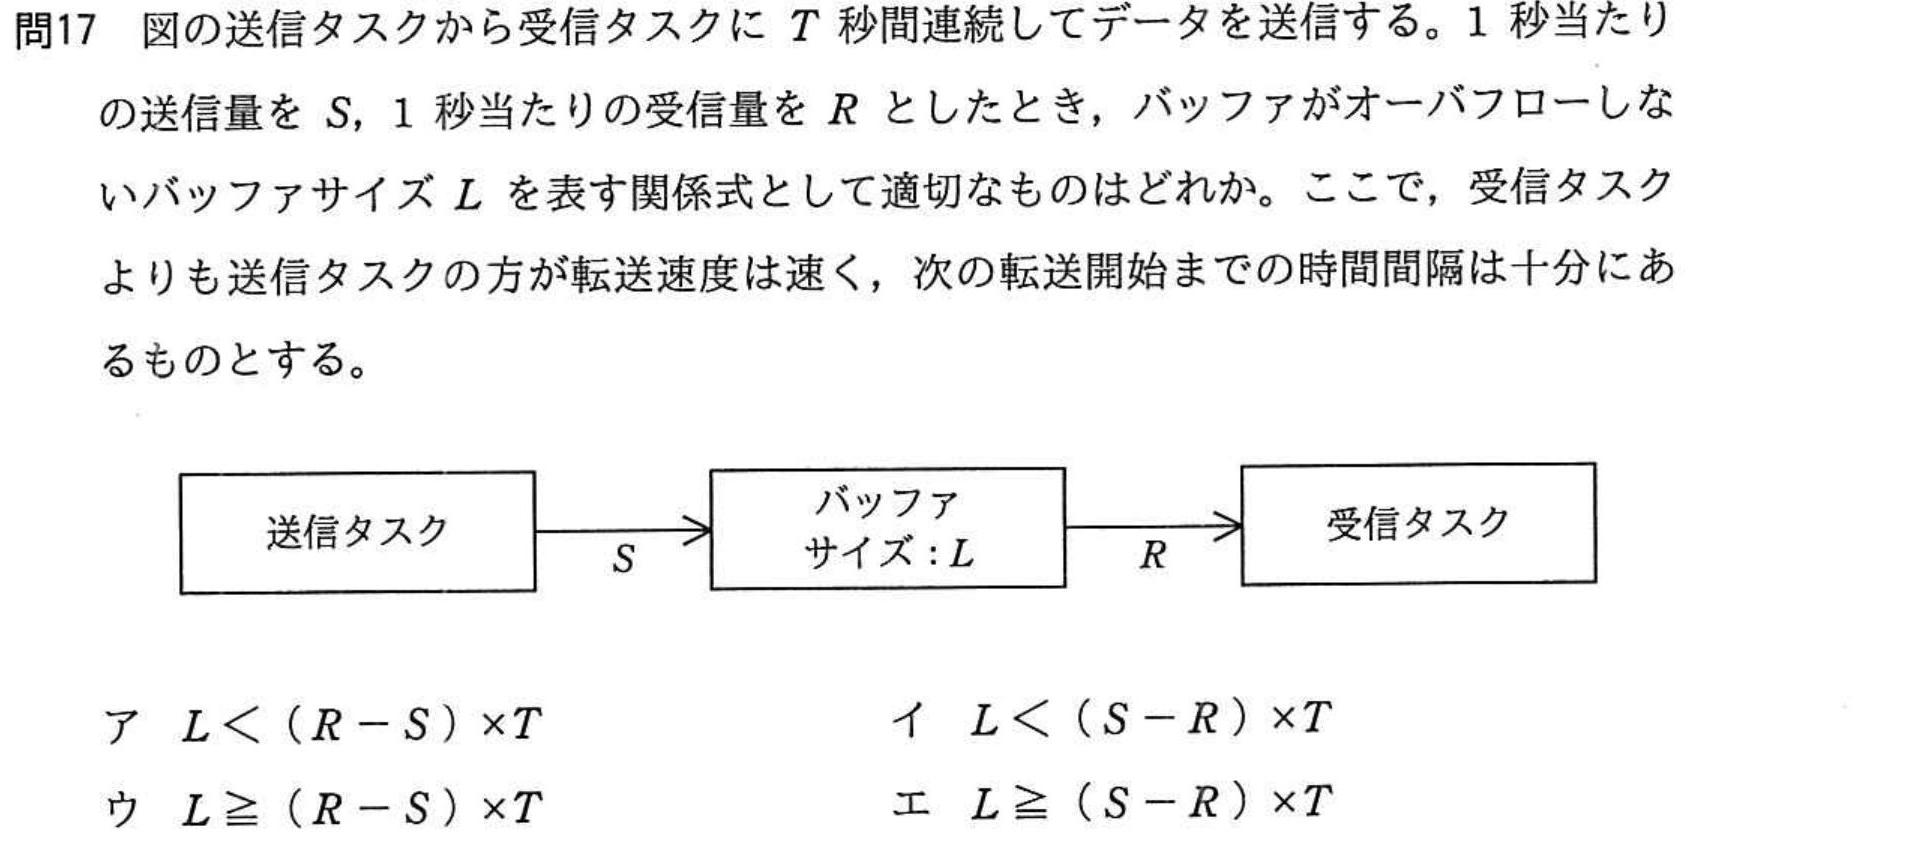 問17 図の送信タスクから受信タスクに T 秒間連続してデータを送信する。1 秒当たり
の送信量を S, 1 秒当たりの受信量を R としたとき，バッファがオーバフローしな
いバッファサイズ L を表す関係式として適切なものはどれか。ここで，受信タスク
よりも送信タスクの方が転送速度は速く，次の転送開始までの時間間隔は十分にあ
るものとする。
送信タスク
S
バッファ
サイズ：L
R
受信タスク
ア L＜（R－S）×T
イ L＜（S－R）×T
ウ L≧（R－S）×T
エ L≧（S－R）×T